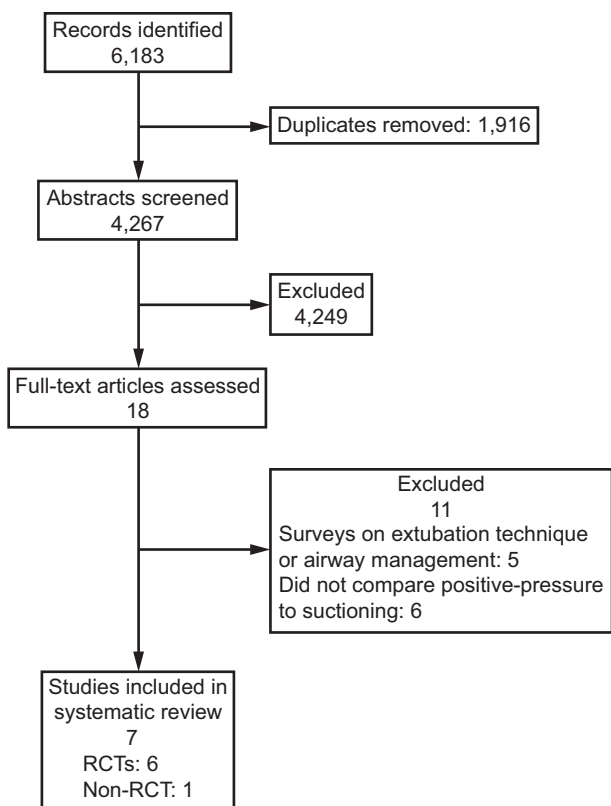 Records identified
6,183
Duplicates removed: 1,916
Abstracts screened
4,267
Excluded
4,249
Full-text articles assessed
18
Excluded
11
Surveys on extubation technique
or airway management: 5
Did not compare positive-pressure
to suctioning: 6
Studies included in
systematic review
7
RCTs: 6
Non-RCT: 1